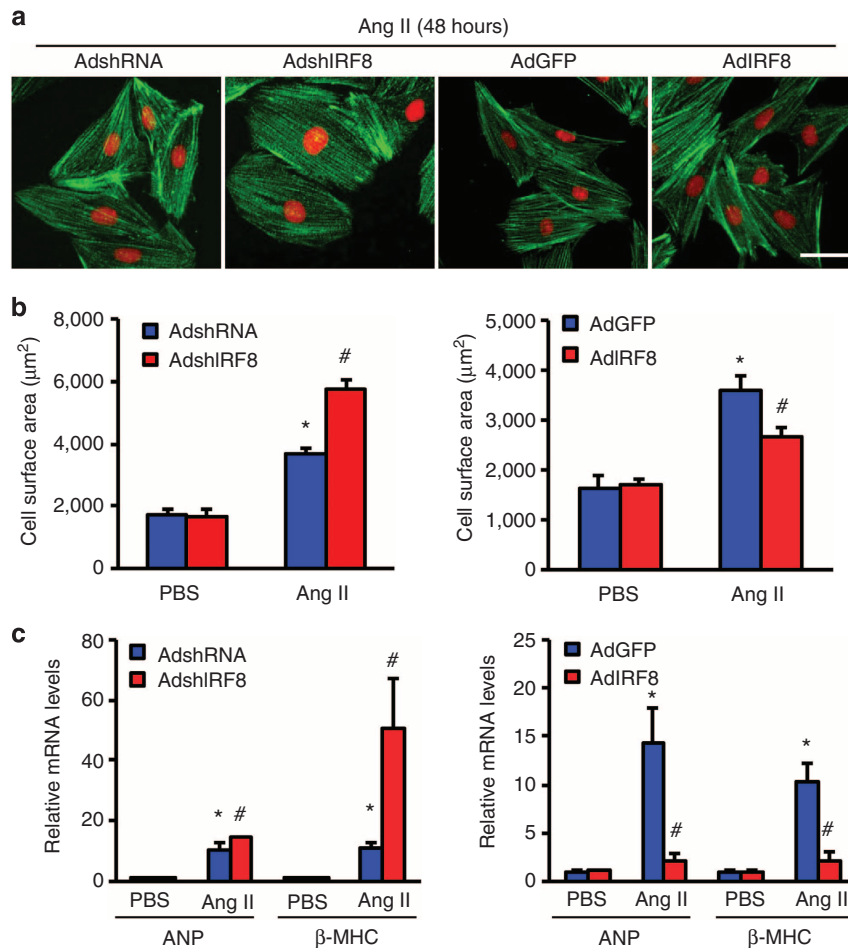 a
Ang II (48 hours)
AdshRNA AdshIRF8 AdGFP AdIRF8
b
8,000
6,000
4,000
2,000
0
Cell surface area (μm²)
AdshRNA
AdshIRF8
*
#
PBS Ang II
5,000
4,000
3,000
2,000
1,000
0
Cell surface area (μm²)
AdGFP
AdIRF8
*
#
PBS Ang II
c
80
60
40
20
0
Relative mRNA levels
AdshRNA
AdshIRF8
* # * #
PBS Ang II PBS Ang II
ANP β-MHC
25
20
15
10
5
0
Relative mRNA levels
AdGFP
AdIRF8
* # * #
PBS Ang II PBS Ang II
ANP β-MHC